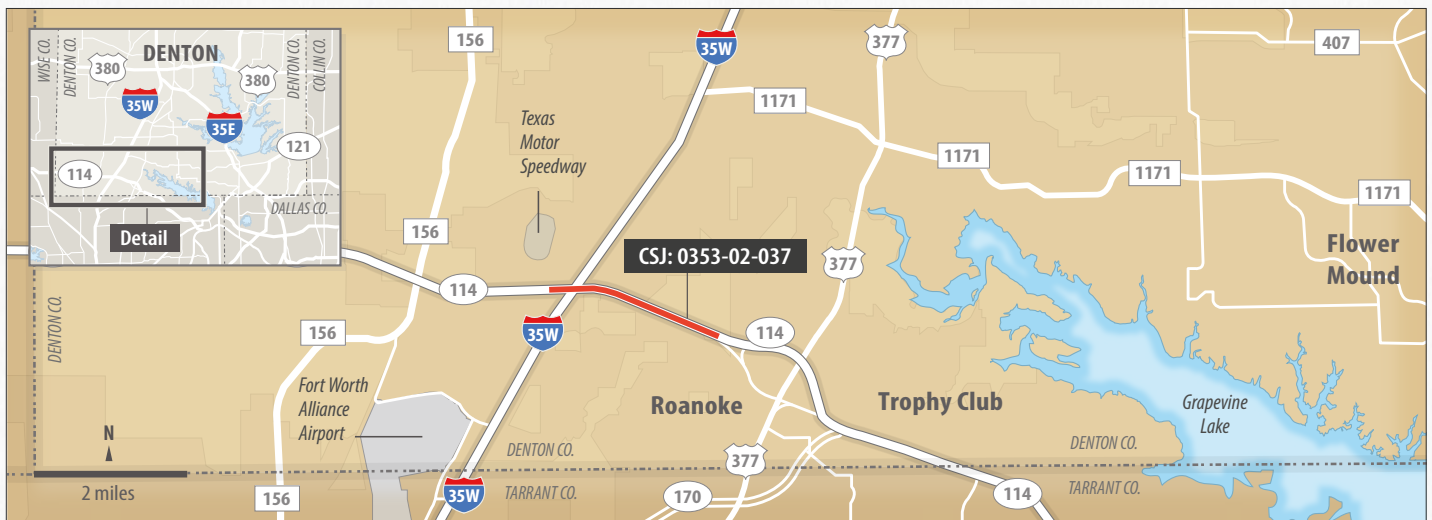 DENTON
WISE CO.
DENTON CO.
380
380
DENTON CO.
COLLIN CO.
35W
35E
121
114
DALLAS CO.
Detail
156
35W
377
407
1171
Texas
Motor
Speedway
1171
1171
1171
156
CSJ: 0353-02-037
377
Flower
Mound
114
DENTON CO.
156
35W
114
Fort Worth
Alliance
Airport
Roanoke
Trophy Club
Grapevine
Lake
N
2 miles
DENTON CO.
TARRANT CO.
377
DENTON CO.
TARRANT CO.
156
35W
170
114